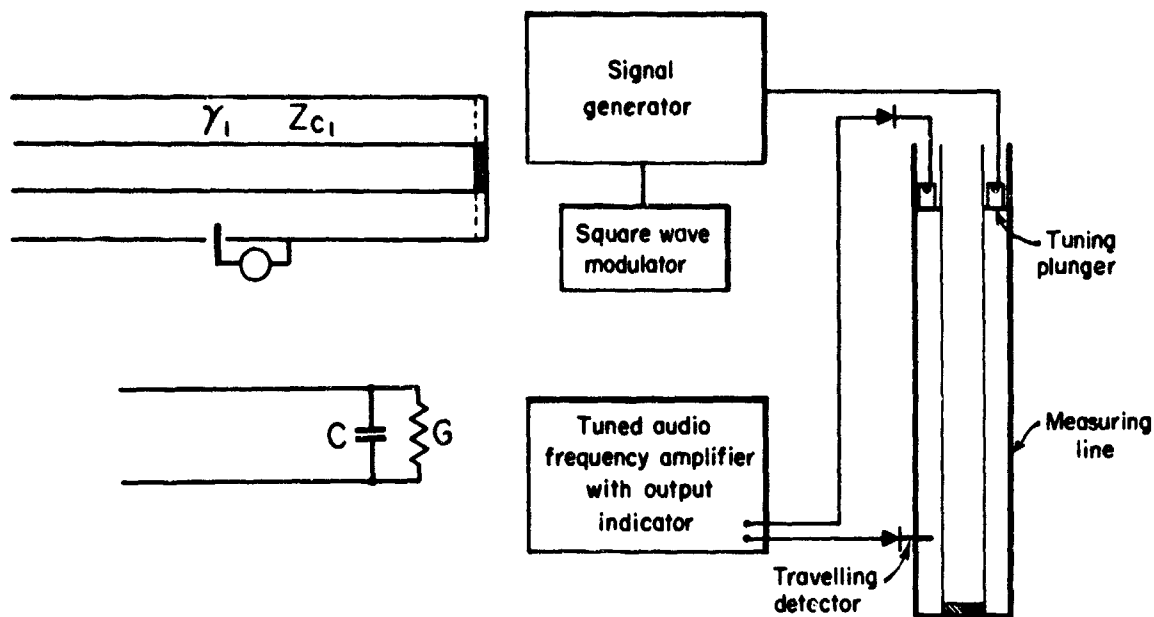 γ₁ Zc₁
Signal
generator
Square wave
modulator
Tuning
plunger
C G
Tuned audio
frequency amplifier
with output
indicator
Measuring
line
Travelling
detector